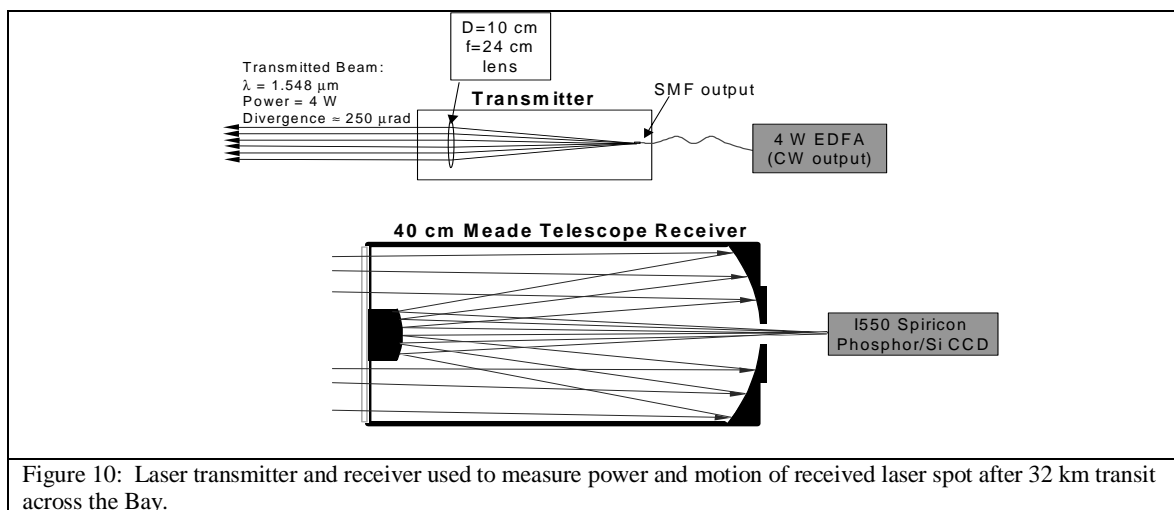 D=10 cm
f=24 cm
lens
Transmitted Beam:
λ = 1.548 μm
Power = 4 W
Divergence ≈ 250 μrad
Transmitter
SMF output
4 W EDFA
(CW output)
40 cm Meade Telescope Receiver
I550 Spiricon
Phosphor/Si CCD
Figure 10: Laser transmitter and receiver used to measure power and motion of received laser spot after 32 km transit
across the Bay.